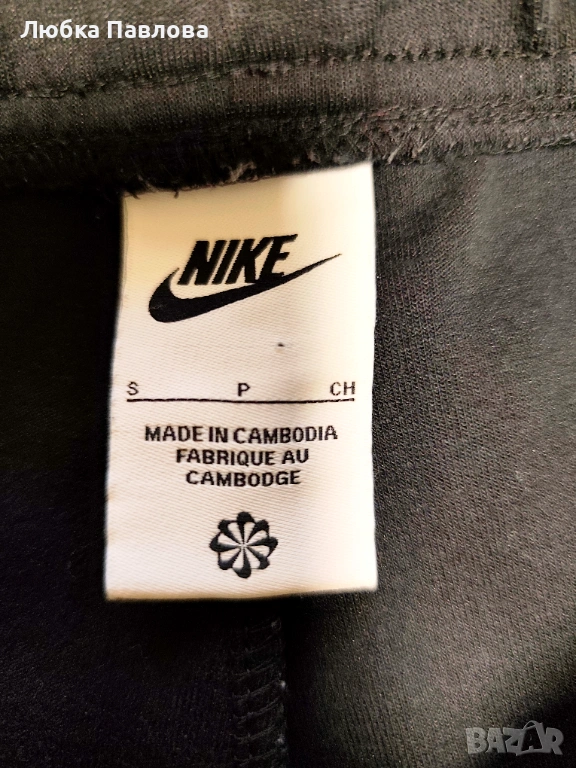 Любка Павлова
NIKE
S P CH
MADE IN CAMBODIA
FABRIQUE AU
CAMBODGE
BAZAR